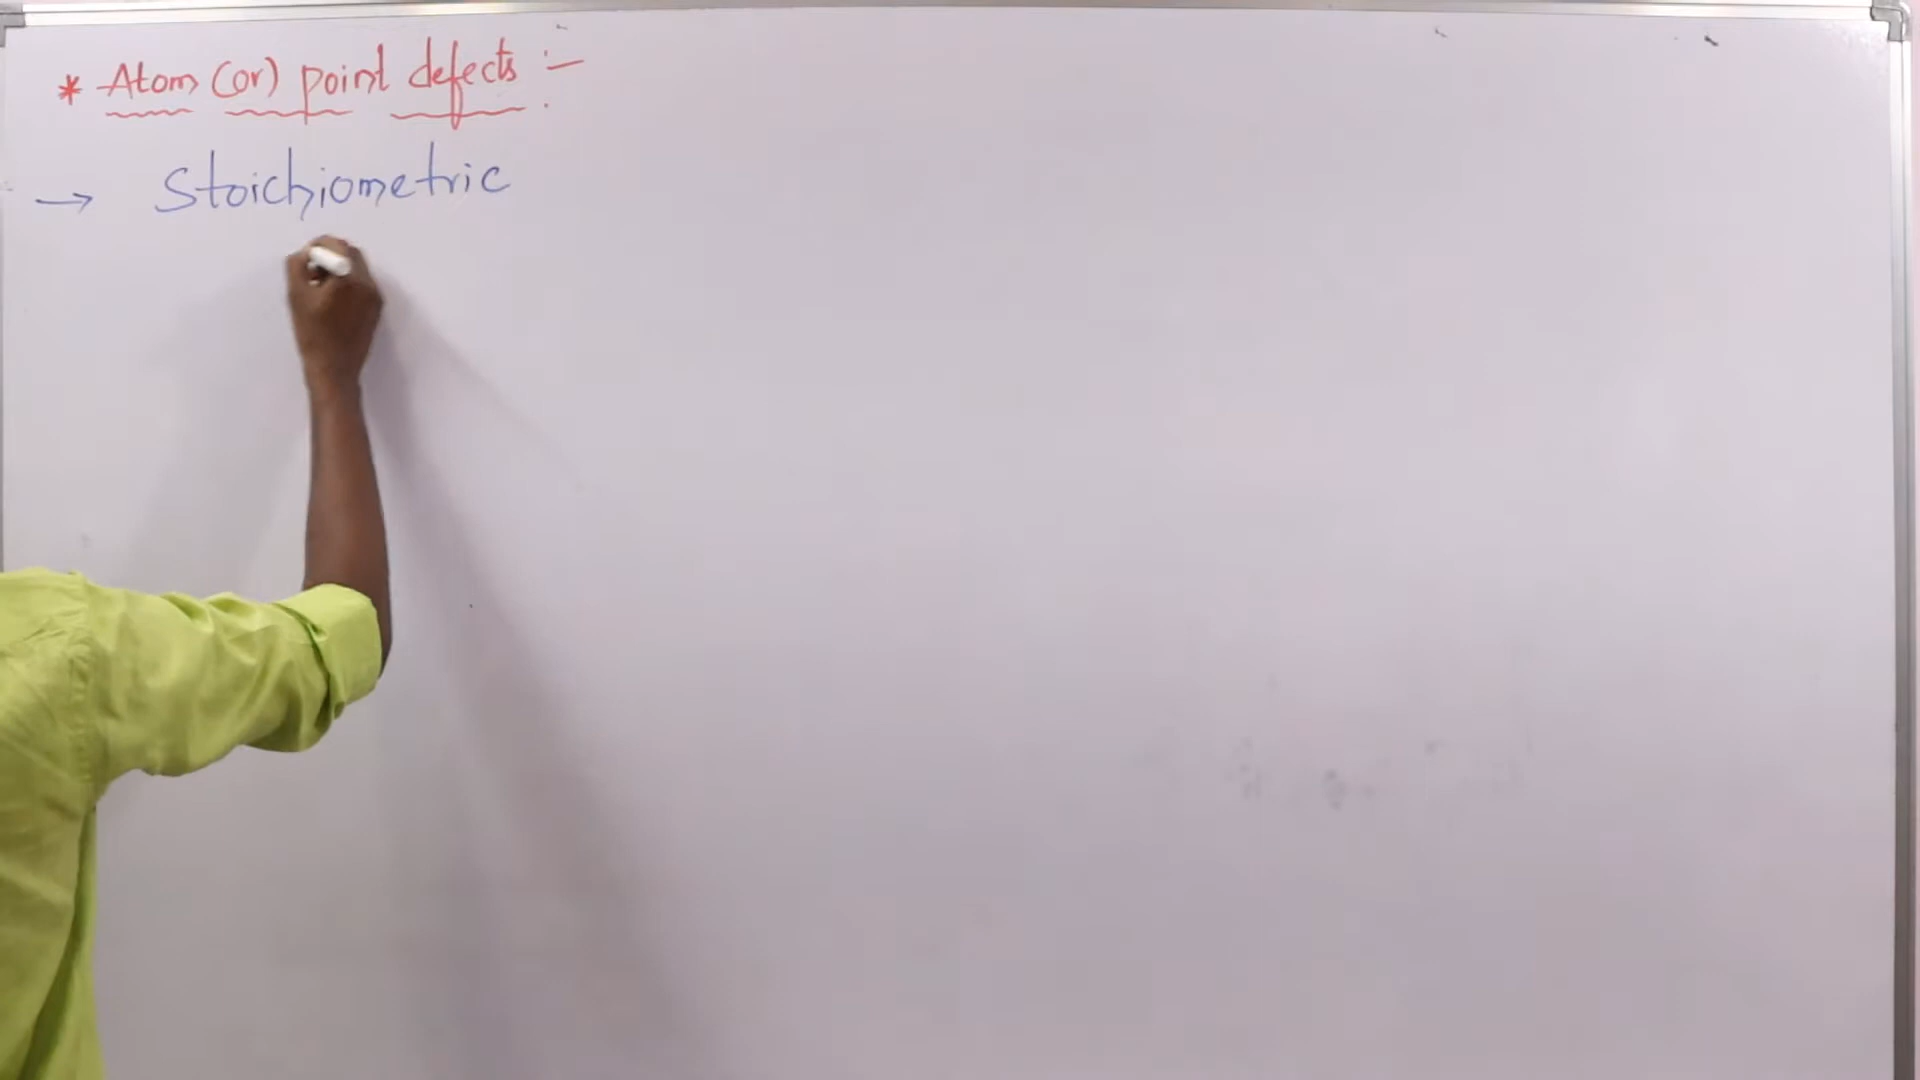 * Atom (or) point defects :-
→ Stoichiometric